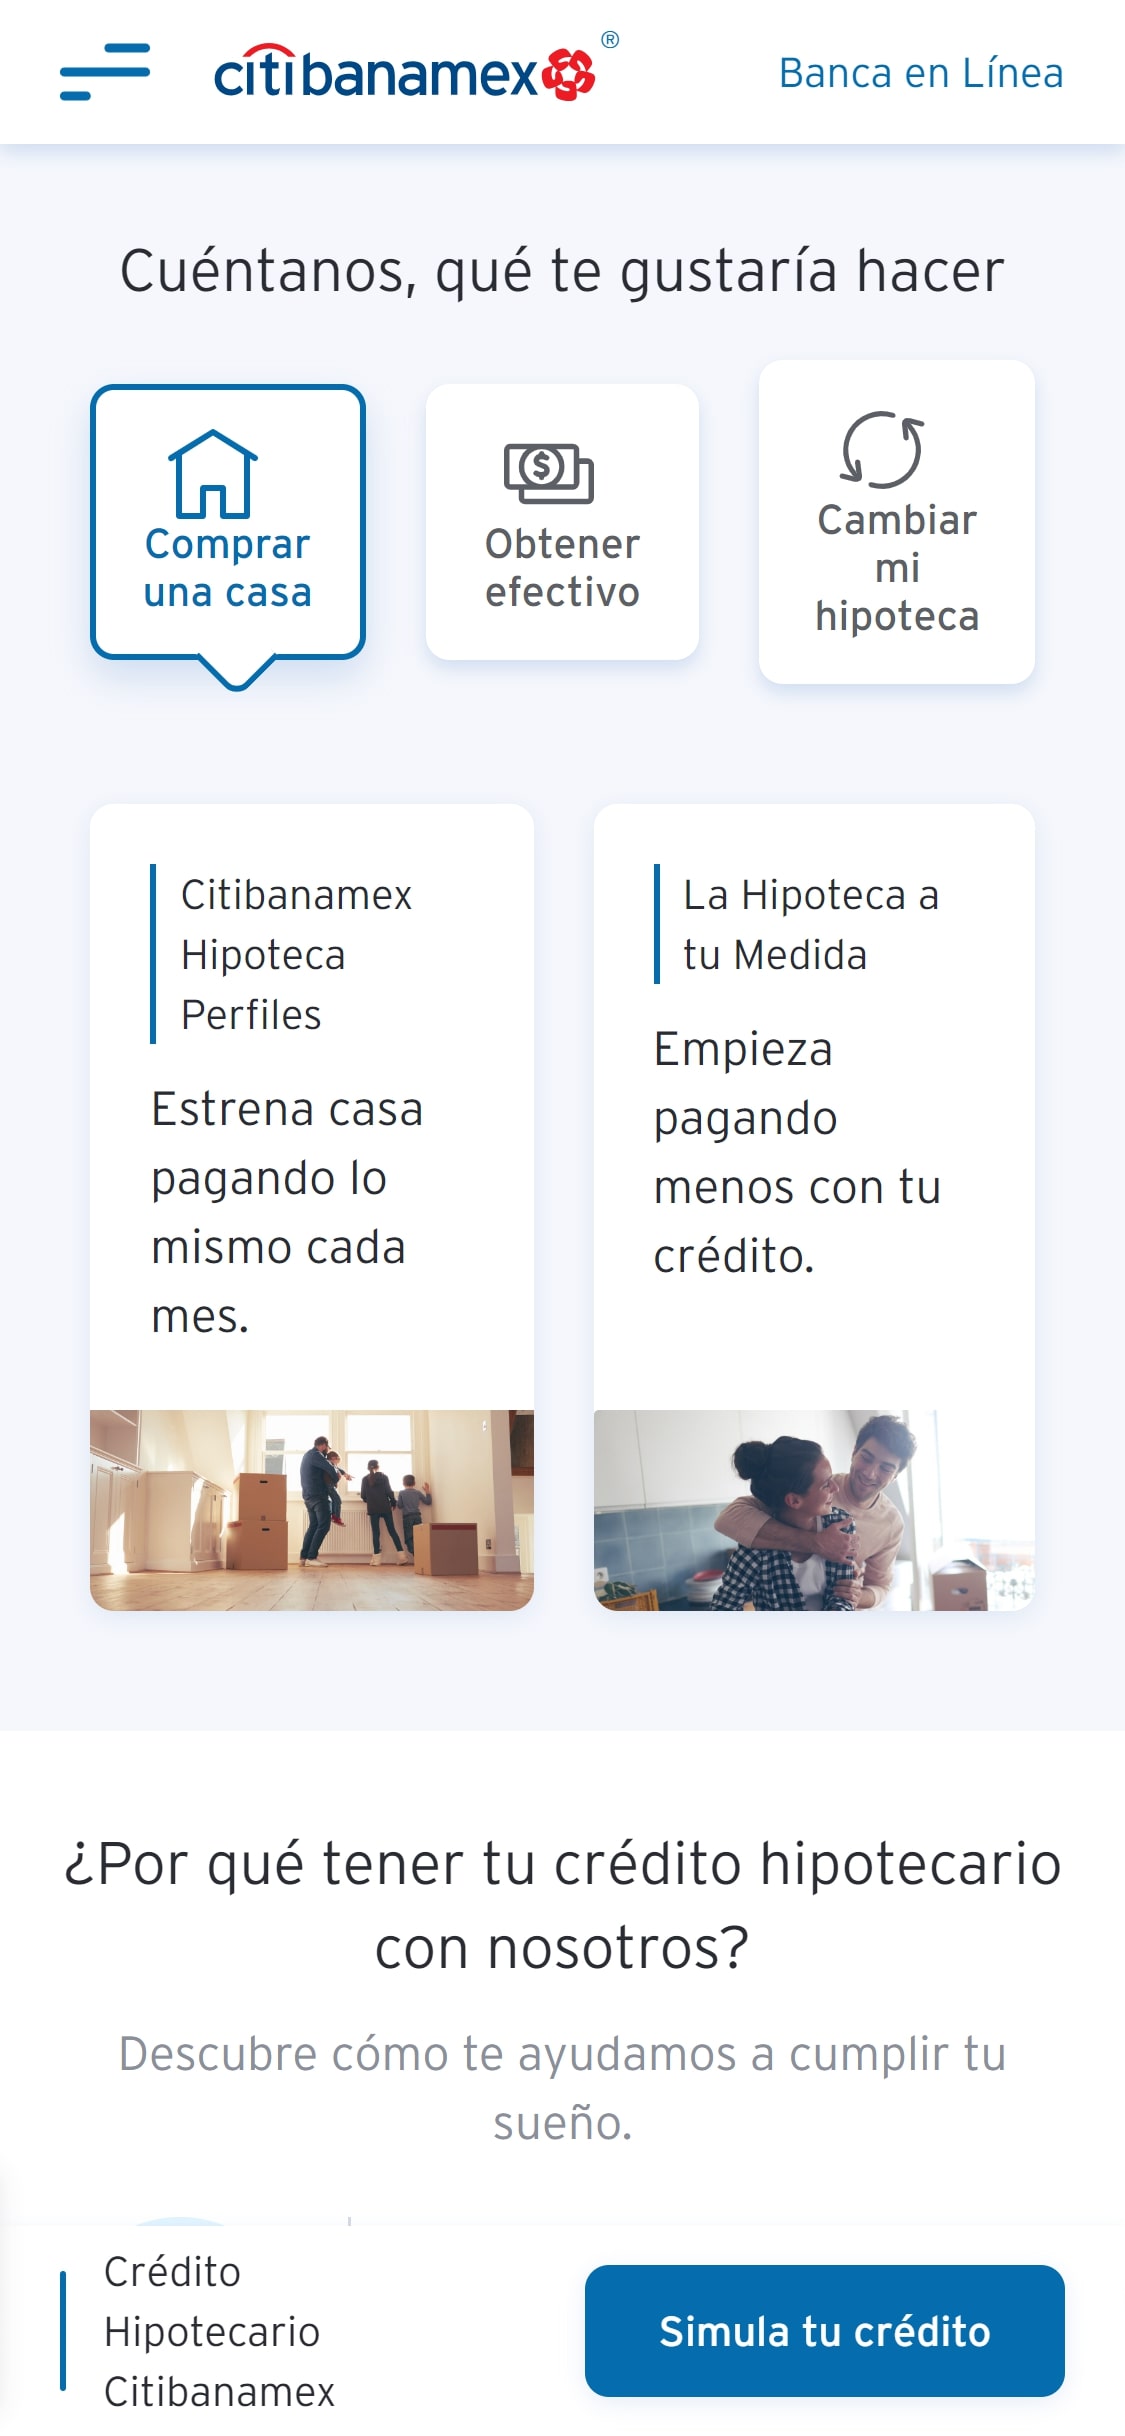 citibanamex®
Banca en Línea
Cuéntanos, qué te gustaría hacer
Comprar
una casa
Obtener
efectivo
Cambiar
mi
hipoteca
Citibanamex
Hipoteca
Perfiles
Estrena casa
pagando lo
mismo cada
mes.
La Hipoteca a
tu Medida
Empieza
pagando
menos con tu
crédito.
¿Por qué tener tu crédito hipotecario
con nosotros?
Descubre cómo te ayudamos a cumplir tu
sueño.
Crédito
Hipotecario
Citibanamex
Simula tu crédito